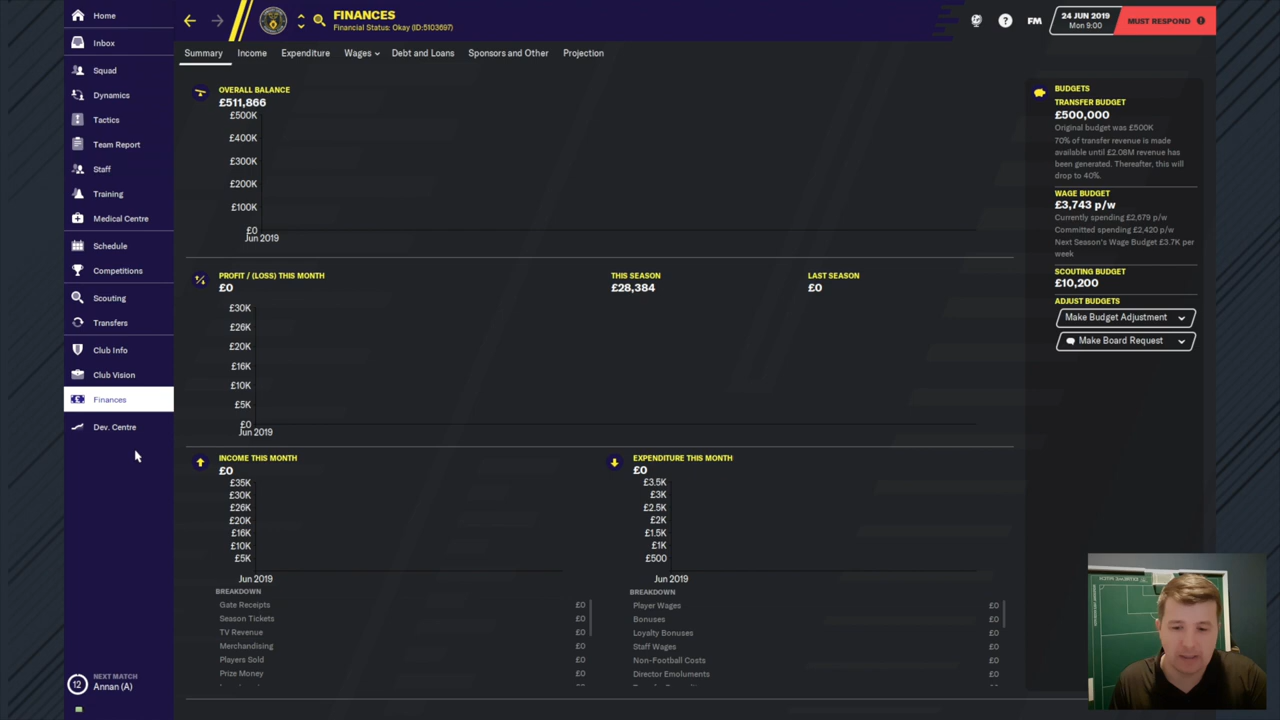 Home
Inbox
Squad
Dynamics
Tactics
Team Report
Staff
Training
Medical Centre
Schedule
Competitions
Scouting
Transfers
Club Info
Club Vision
Finances
Dev. Centre
12
NEXT MATCH
Annan (A)
FINANCES
Financial Status: Okay (ID:5103697)
?
FM
24 JUN 2019
Mon 9:00
MUST RESPOND
Summary
Income
Expenditure
Wages
Debt and Loans
Sponsors and Other
Projection
OVERALL BALANCE
£511,866
£500K
£400K
£300K
£200K
£100K
£0
Jun 2019
PROFIT / (LOSS) THIS MONTH
£0
THIS SEASON
£28,384
LAST SEASON
£0
£30K
£26K
£20K
£16K
£10K
£5K
£0
Jun 2019
INCOME THIS MONTH
£0
£35K
£30K
£26K
£20K
£16K
£10K
£5K
Jun 2019
BREAKDOWN
Gate Receipts £0
Season Tickets £0
TV Revenue £0
Merchandising £0
Players Sold £0
Prize Money £0
EXPENDITURE THIS MONTH
£0
£3.5K
£3K
£2.5K
£2K
£1.5K
£1K
£500
Jun 2019
BREAKDOWN
Player Wages £0
Bonuses £0
Loyalty Bonuses £0
Staff Wages £0
Non-Football Costs £0
Director Emoluments £0
BUDGETS
TRANSFER BUDGET
£500,000
Original budget was £500K
70% of transfer revenue is made
available until £2.08M revenue has
been generated. Thereafter, this will
drop to 40%.
WAGE BUDGET
£3,743 p/w
Currently spending £2,679 p/w
Committed spending £2,420 p/w
Next Season's Wage Budget £3.7K per
week
SCOUTING BUDGET
£10,200
ADJUST BUDGETS
Make Budget Adjustment
Make Board Request